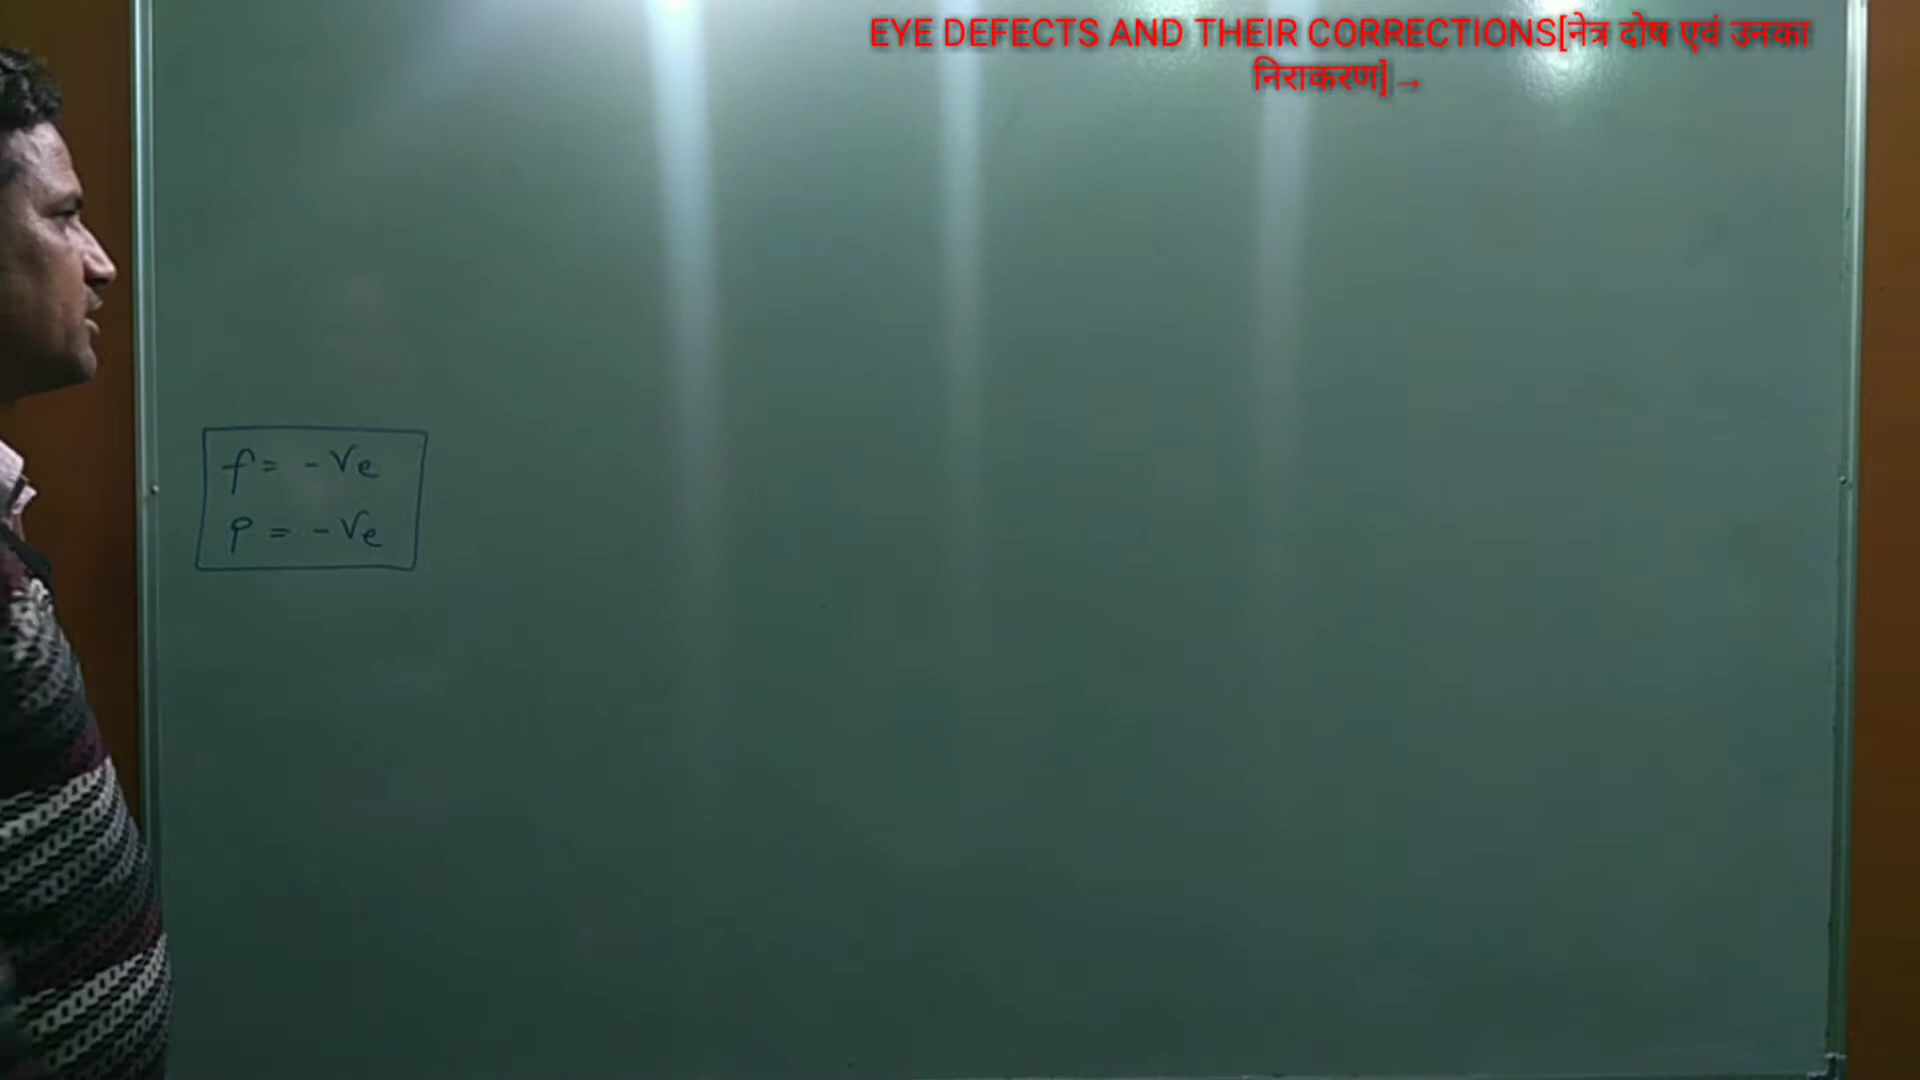 EYE DEFECTS AND THEIR CORRECTIONS[नेत्र दोष एवं उनका
निराकरण]→
f = -Ve
P = -Ve